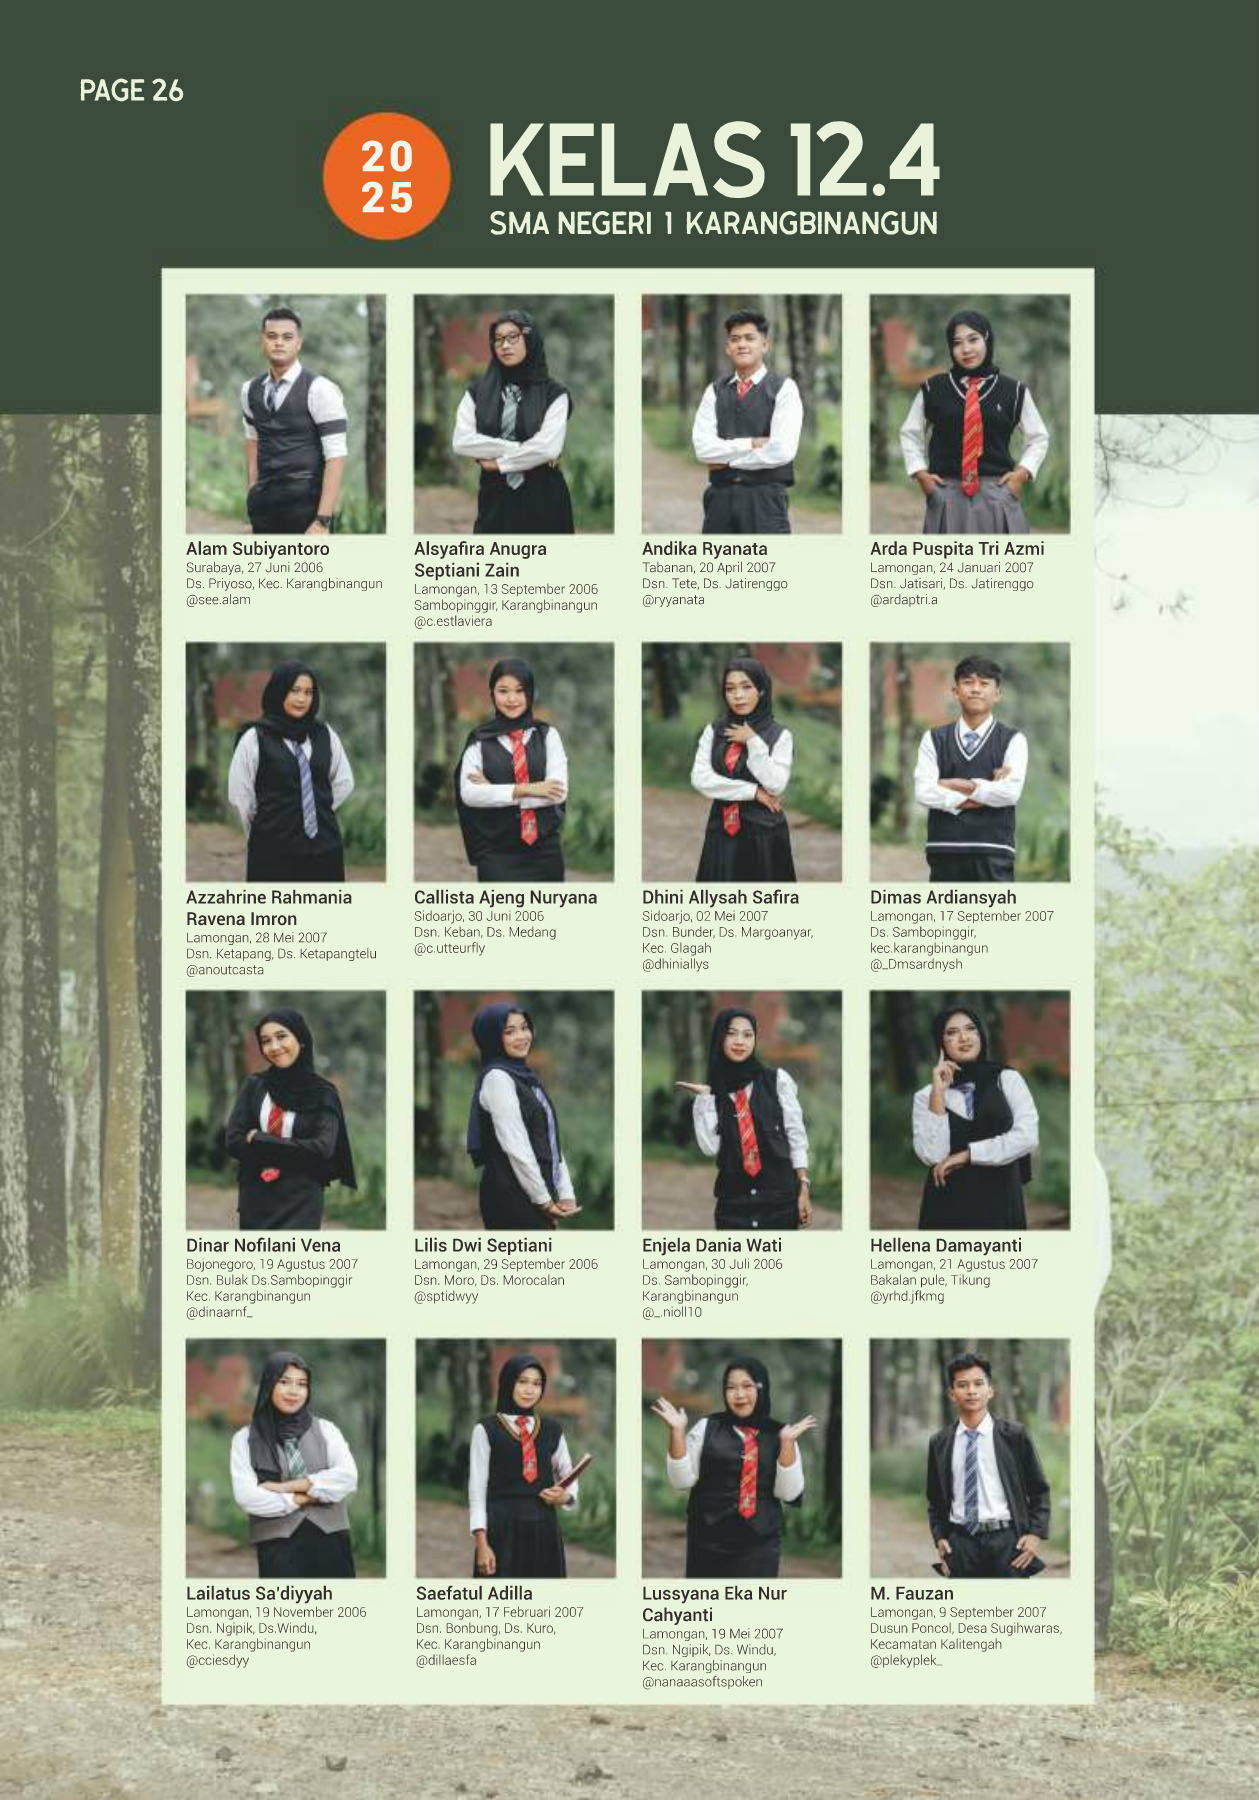 PAGE 26
20
25
KELAS 12.4
SMA NEGERI 1 KARANGBINANGUN
Alam Subiyantoro
Surabaya, 27 Juni 2006
Ds. Priyoso, Kec. Karangbinangun
@see.alam
Alsyafira Anugra
Septiani Zain
Lamongan, 13 September 2006
Sambopinggir, Karangbinangun
@c.estlaviera
Andika Ryanata
Tabanan, 20 April 2007
Dsn. Tete, Ds. Jatirenggo
@ryyanata
Arda Puspita Tri Azmi
Lamongan, 24 Januari 2007
Dsn. Jatisari, Ds. Jatirenggo
@ardaptri.a
Azzahrine Rahmania
Ravena Imron
Lamongan, 28 Mei 2007
Dsn. Ketapang, Ds. Ketapangtelu
@anoutcasta
Callista Ajeng Nuryana
Sidoarjo, 30 Juni 2006
Dsn. Keban, Ds. Medang
@c.utteurfly
Dhini Allysah Safira
Sidoarjo, 02 Mei 2007
Dsn. Bunder, Ds. Margoanyar,
Kec. Glagah
@dhiniallys
Dimas Ardiansyah
Lamongan, 17 September 2007
Ds. Sambopinggir,
kec.karangbinangun
@_Dmsardnysh
Dinar Nofilani Vena
Bojonegoro, 19 Agustus 2007
Dsn. Bulak Ds.Sambopinggir
Kec. Karangbinangun
@dinaarnf_
Lilis Dwi Septiani
Lamongan, 29 September 2006
Dsn. Moro, Ds. Morocalan
@sptidwyy
Enjela Dania Wati
Lamongan, 30 Juli 2006
Ds. Sambopinggir,
Karangbinangun
@_.nioll10
Hellena Damayanti
Lamongan, 21 Agustus 2007
Bakalan pule, Tikung
@yrhd.jfkmg
Lailatus Sa'diyyah
Lamongan, 19 November 2006
Dsn. Ngipik, Ds.Windu,
Kec. Karangbinangun
@cciesdyy
Saefatul Adilla
Lamongan, 17 Februari 2007
Dsn. Bonbung, Ds. Kuro,
Kec. Karangbinangun
@dillaesfa
Lussyana Eka Nur
Cahyanti
Lamongan, 19 Mei 2007
Dsn. Ngipik, Ds. Windu,
Kec. Karangbinangun
@nanaaasoftspoken
M. Fauzan
Lamongan, 9 September 2007
Dusun Poncol, Desa Sugihwaras,
Kecamatan Kalitengah
@plekyplek_